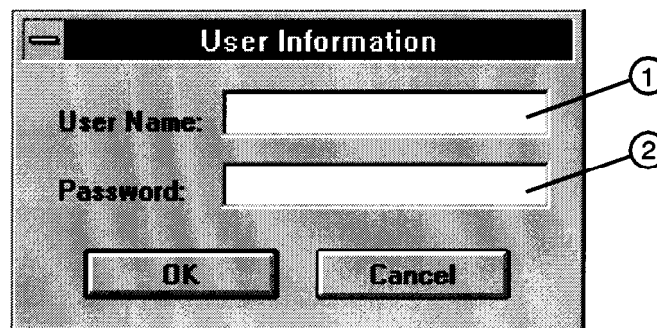 User Information
User Name:
1
Password:
2
OK
Cancel